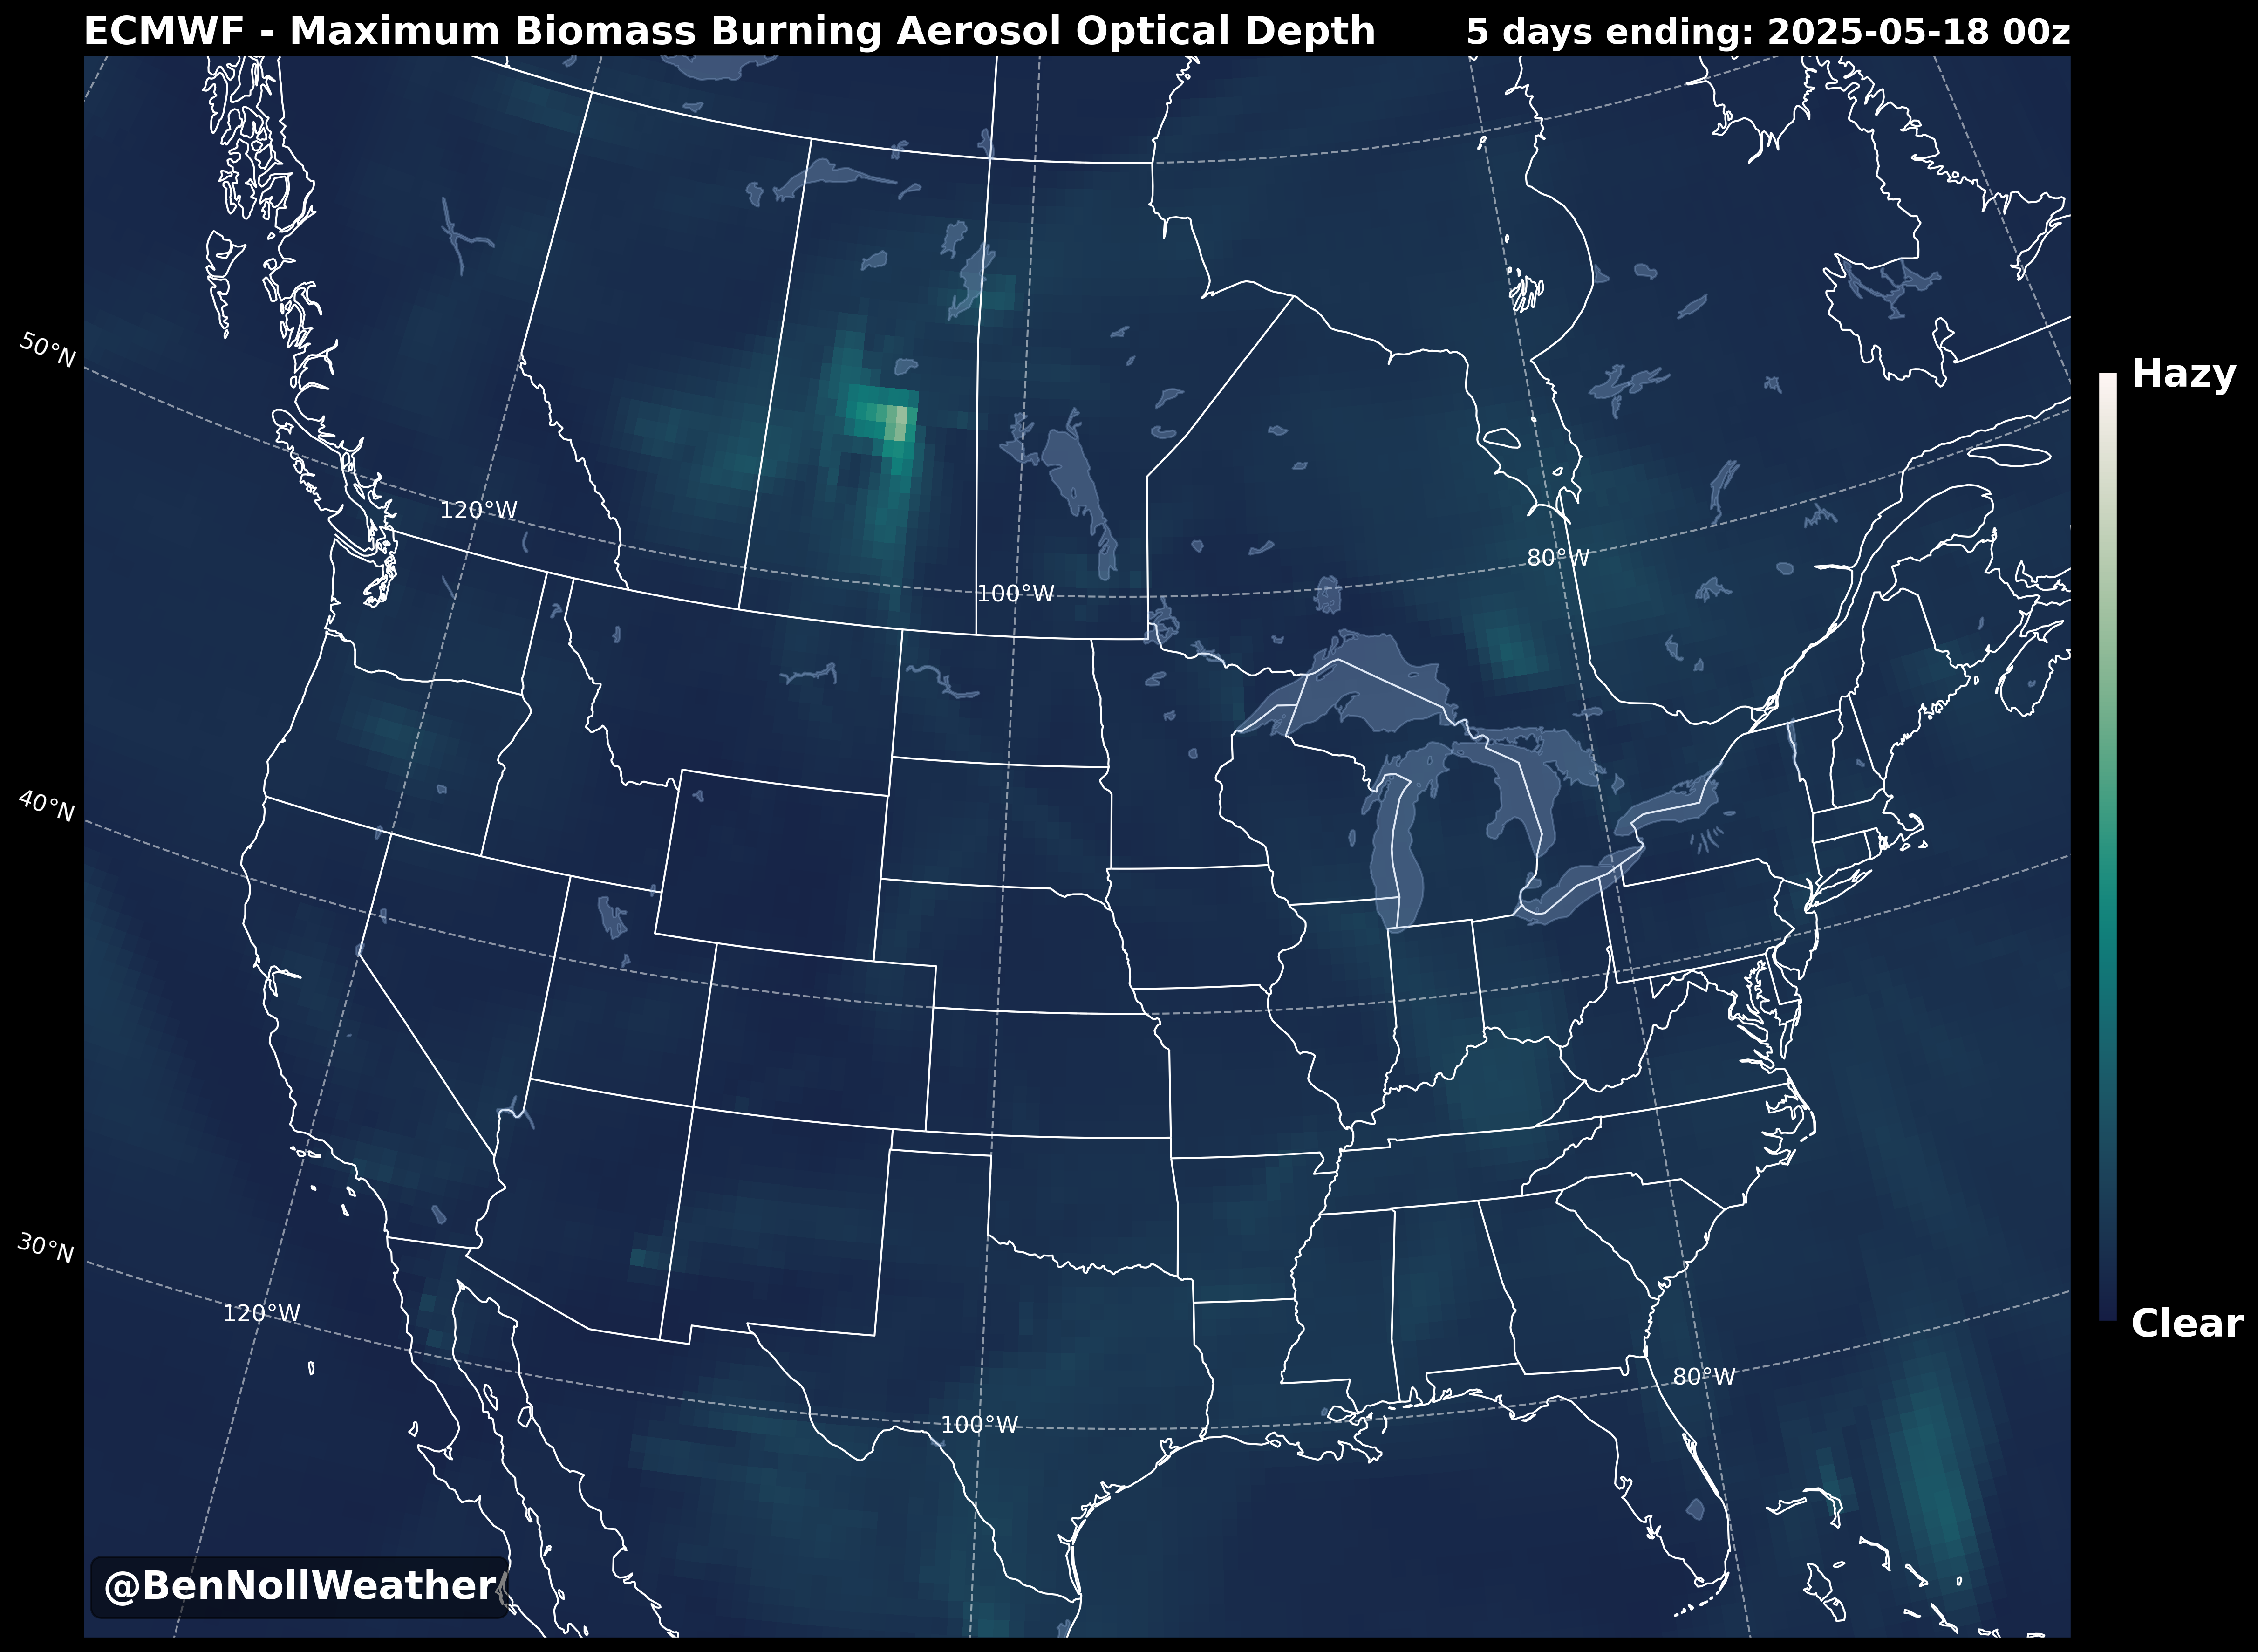 ECMWF - Maximum Biomass Burning Aerosol Optical Depth
5 days ending: 2025-05-18 00z
50°N
Hazy
120°W
80°W
100°W
40°N
30°N
120°W
Clear
80°W
100°W
@BenNollWeather